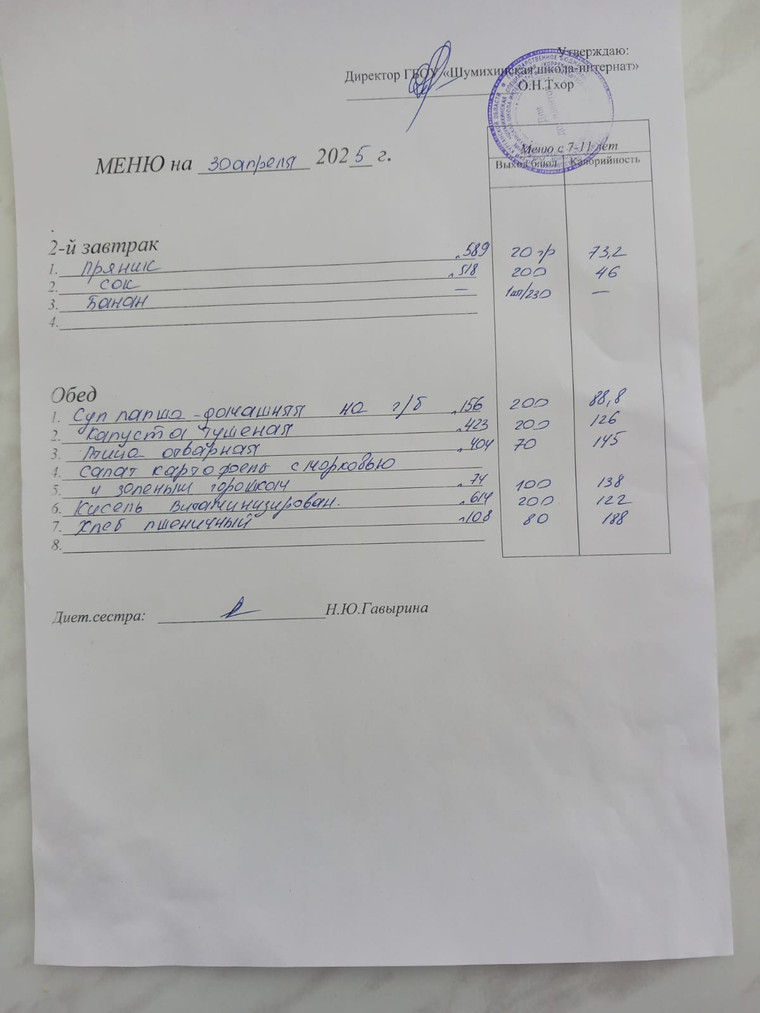 Утверждаю:
Директор ГБОУ «Шумихинская школа-интернат»
О.Н.Тхор
МЕНЮ на 30 апреля 2025 г.
Меню с 7-11 лет
Выход блюд Калорийность
2-й завтрак
1. Пряник 589 20 гр 73,2
2. сок 518 200 46
3. Банан — 1шт/230 —
4.
Обед
1. Суп лапша-домашняя на г/б 156 200 88,8
2. Капуста тушеная 423 200 126
3. Птица отварная 404 70 145
4. Салат картофель с морковью
5. и зеленым горошком 74 100 138
6. Кисель витаминизирован. 614 200 122
7. Хлеб пшеничный 108 80 188
8.
Диет.сестра: Н.Ю.Гавырина